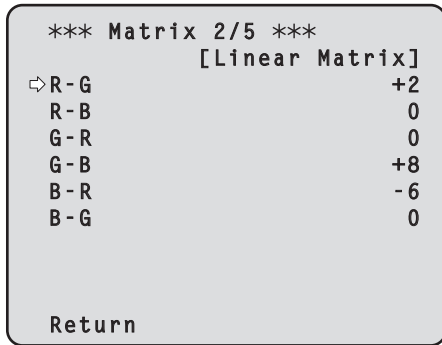 *** Matrix 2/5 ***
[Linear Matrix]
⇨R-G +2
R-B 0
G-R 0
G-B +8
B-R -6
B-G 0
Return